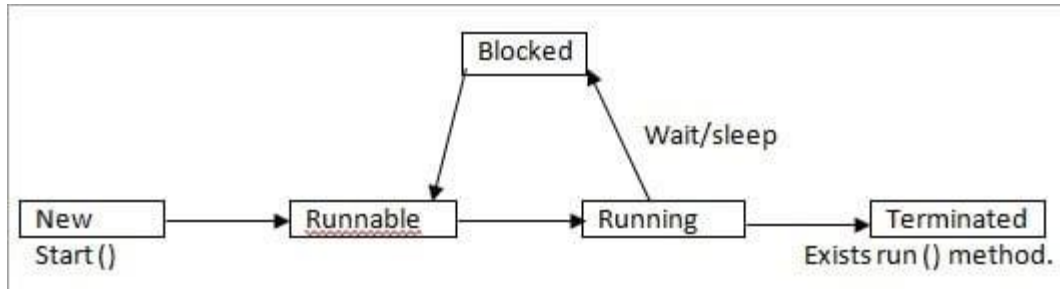 Blocked
Wait/sleep
New
Runnable
Running
Terminated
Start ()
Exists run () method.